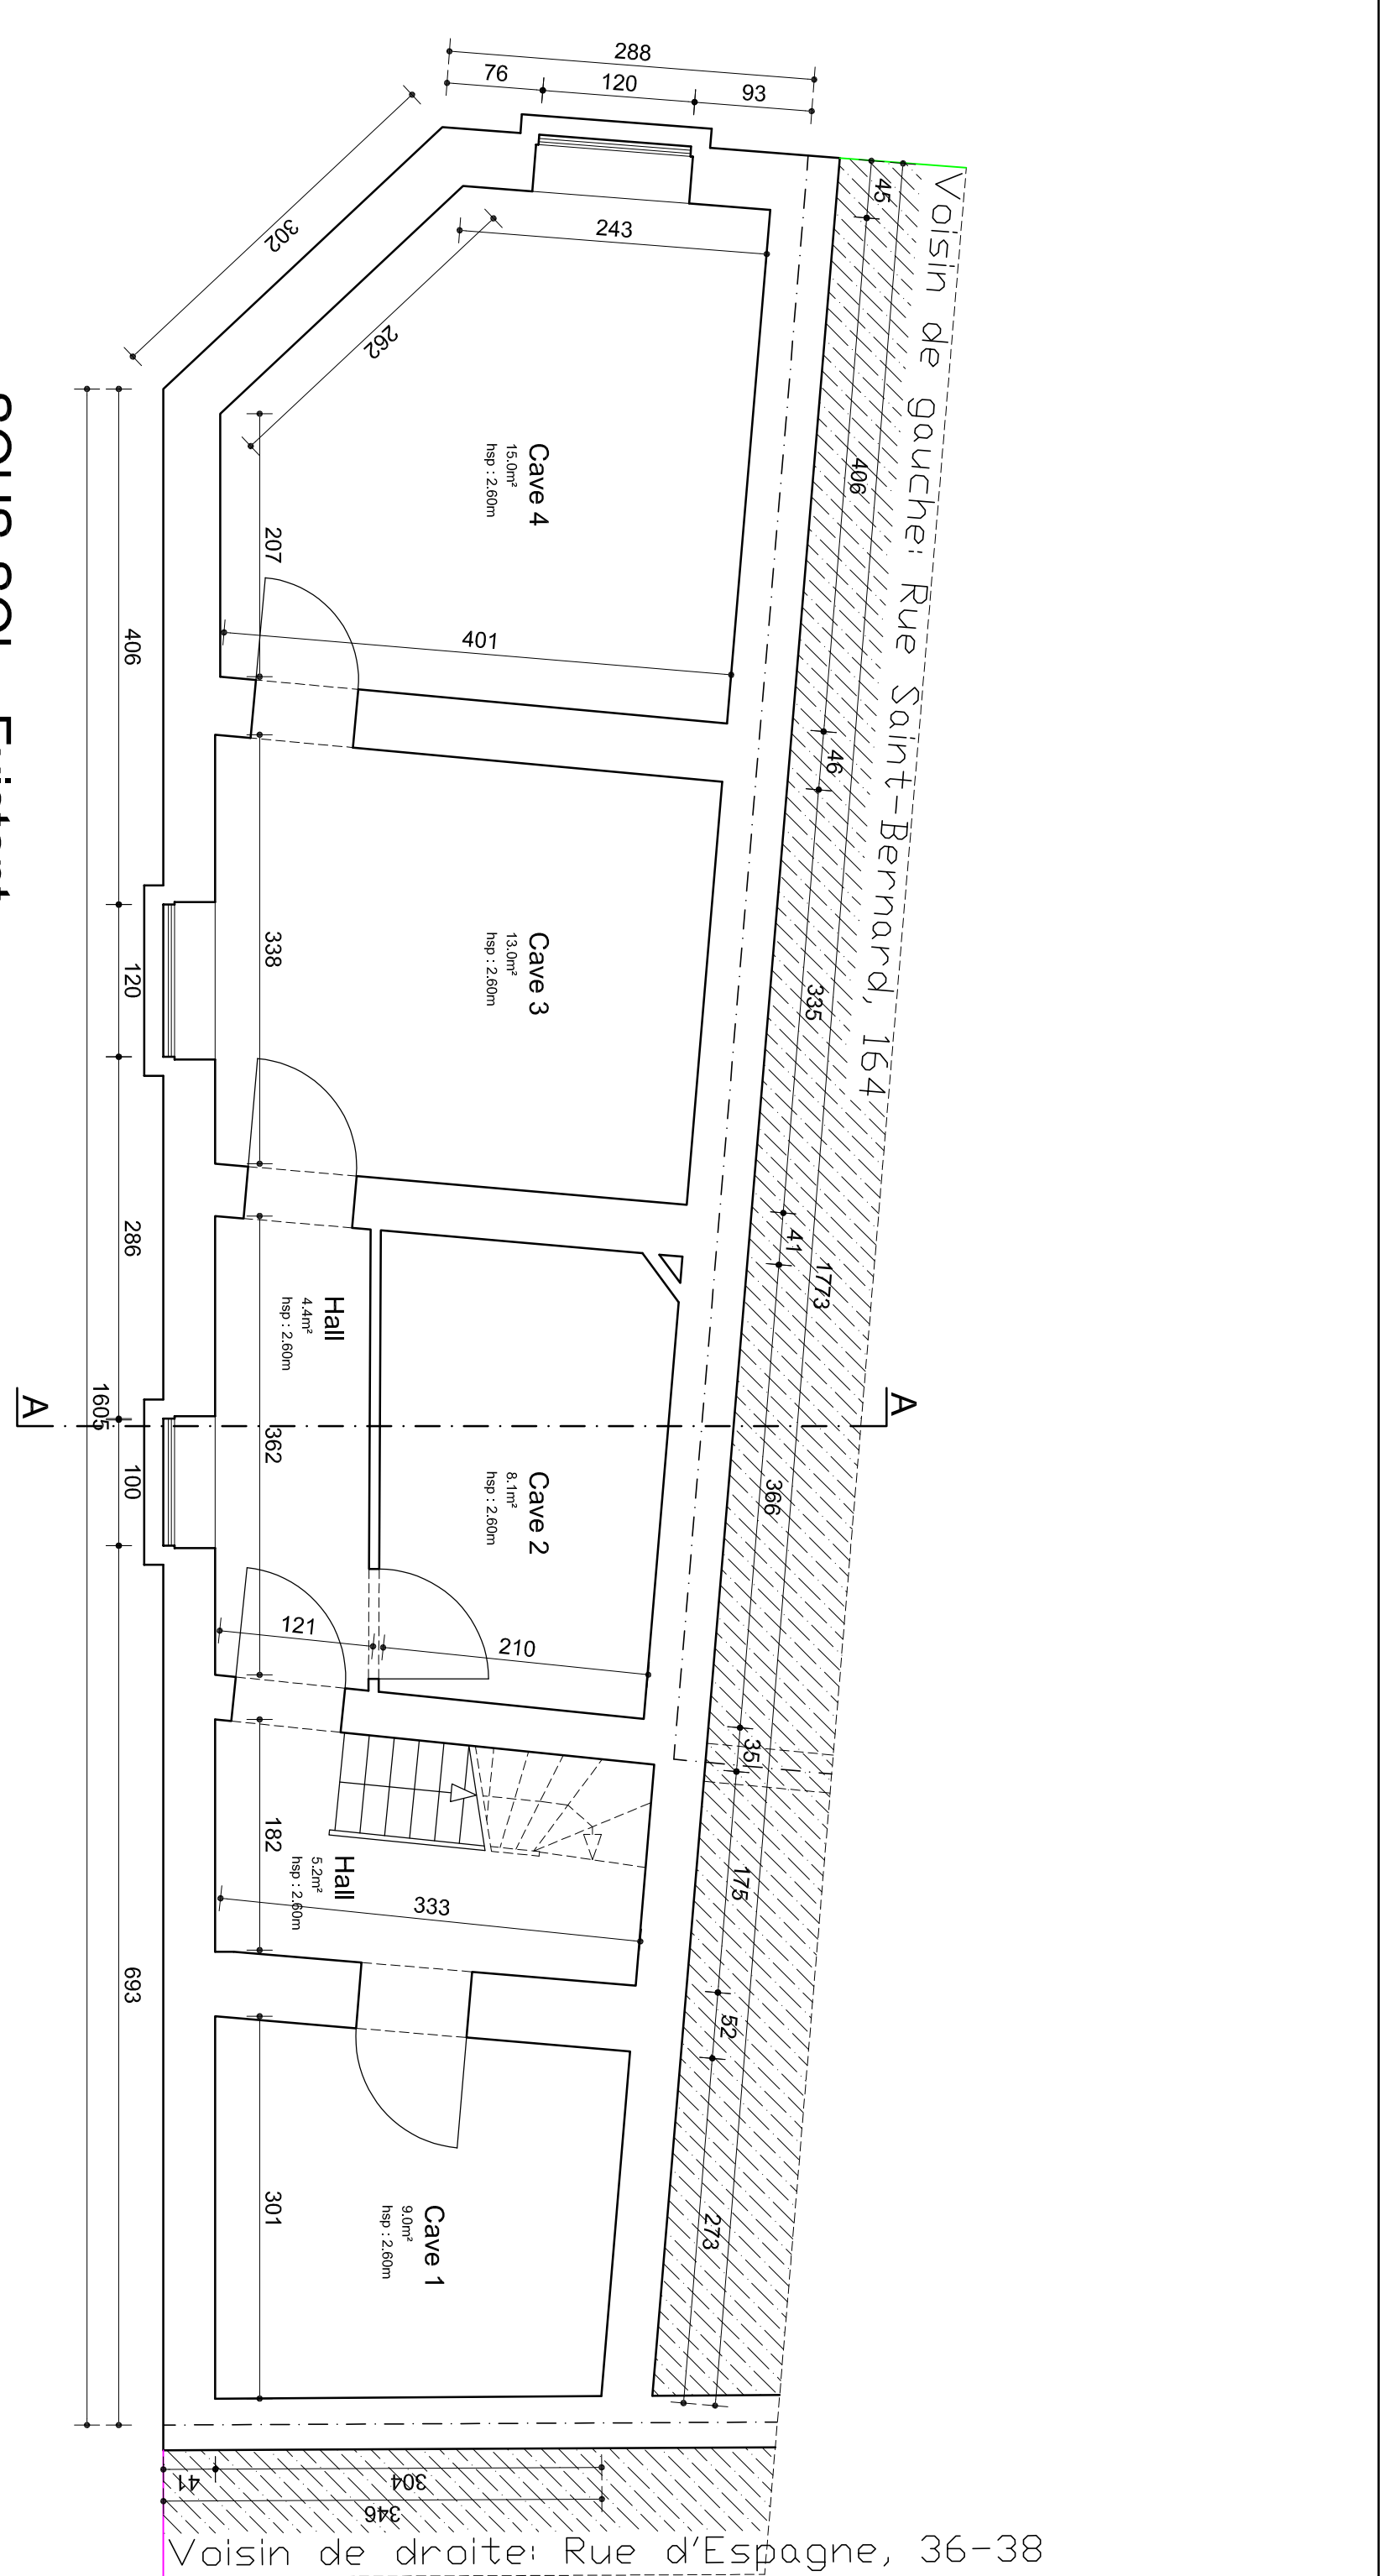 288
76
120
93
302
243
262
45
406
46
335
41
1773
366
35
175
52
273
Voisin de gauche: Rue Saint-Bernard, 164
Cave 4
15.0m²
hsp : 2.60m
207
401
406
Cave 3
13.0m²
hsp : 2.60m
338
120
286
Hall
4.4m²
hsp : 2.60m
Cave 2
8.1m²
hsp : 2.60m
A
A
1605
100
362
121
210
Hall
5.2m²
hsp : 2.60m
182
333
693
Cave 1
9.0m²
hsp : 2.60m
301
41
304
346
Voisin de droite: Rue d'Espagne, 36-38